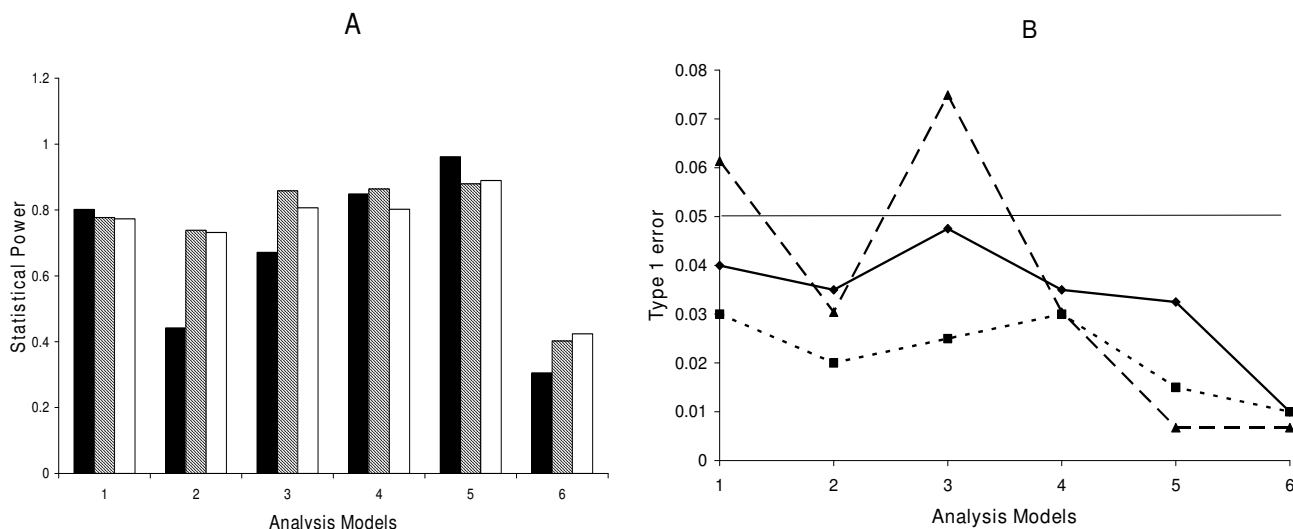 A
1.2
1
0.8
0.6
0.4
0.2
0
Statistical Power
1 2 3 4 5 6
Analysis Models
B
0.08
0.07
0.06
0.05
0.04
0.03
0.02
0.01
0
Type 1 error
1 2 3 4 5 6
Analysis Models